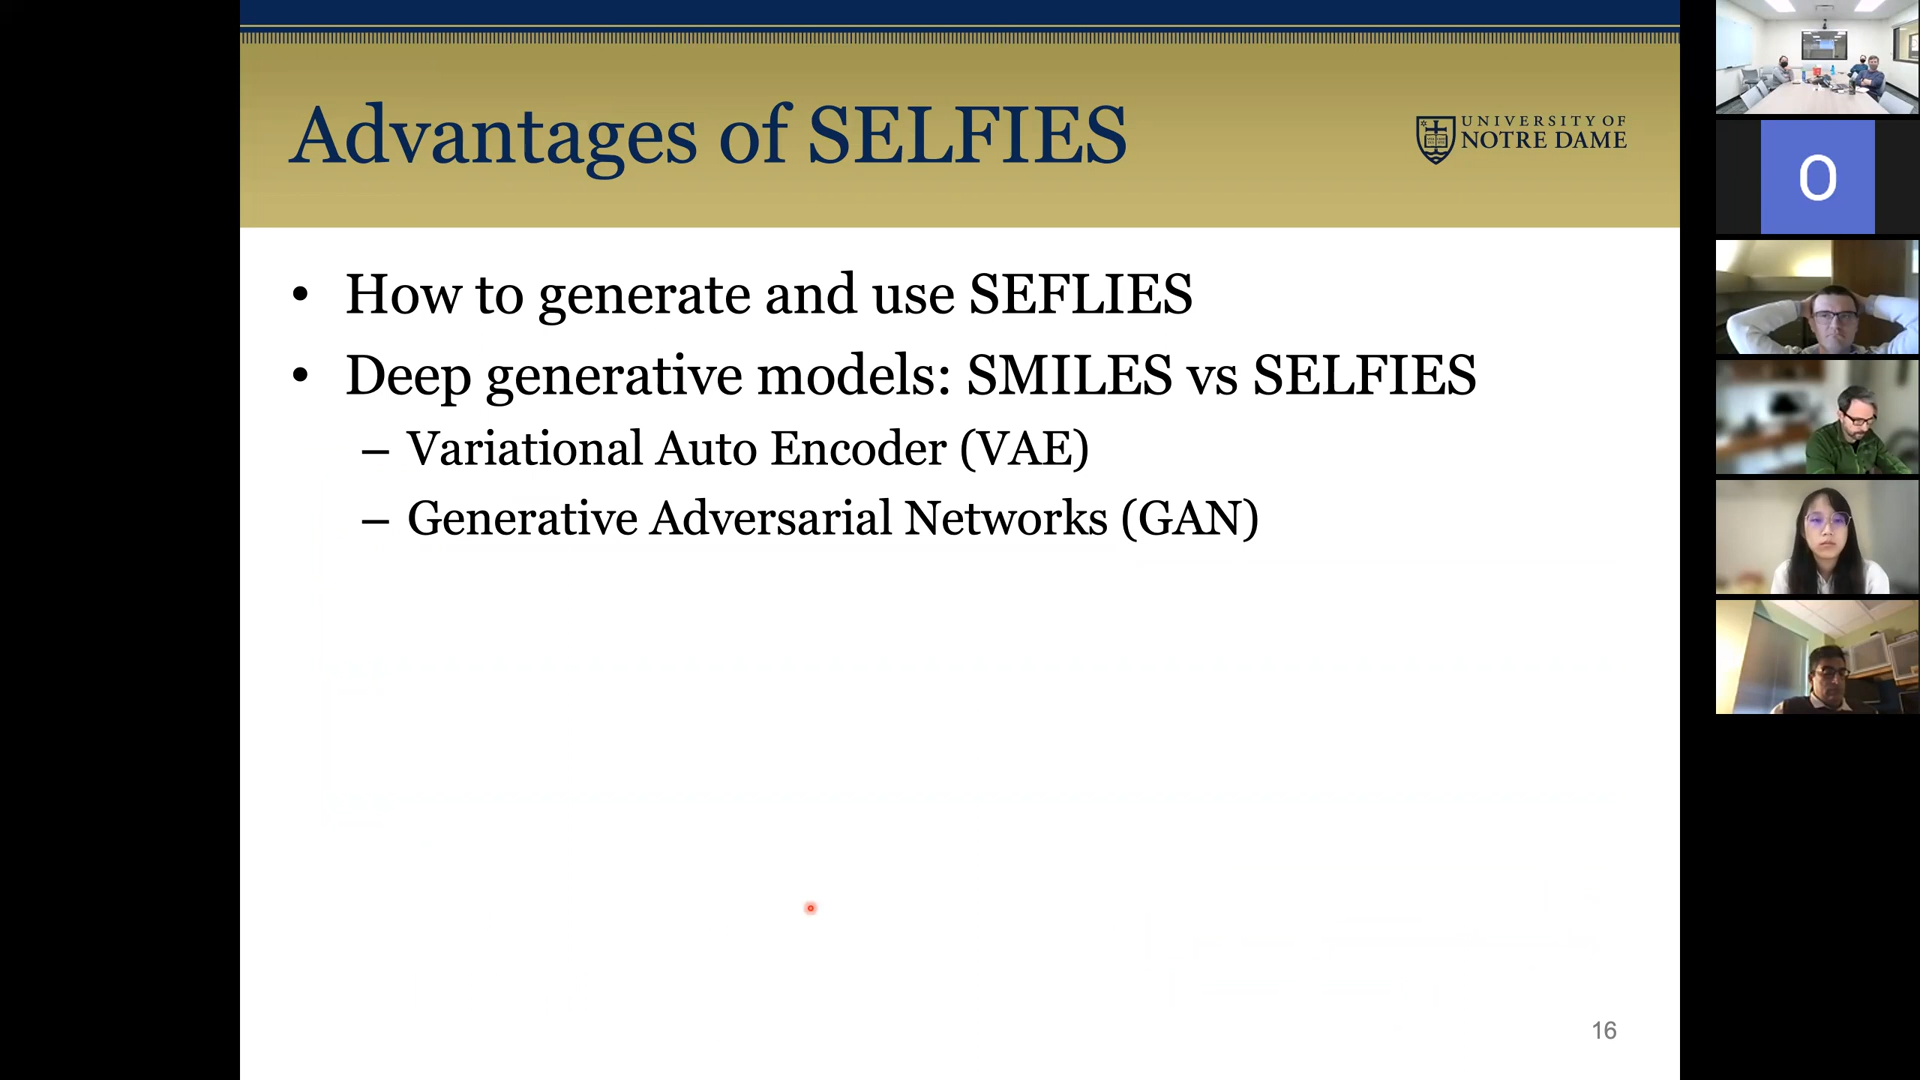 Advantages of SELFIES
UNIVERSITY OF
NOTRE DAME
• How to generate and use SEFLIES
• Deep generative models: SMILES vs SELFIES
– Variational Auto Encoder (VAE)
– Generative Adversarial Networks (GAN)
16
O